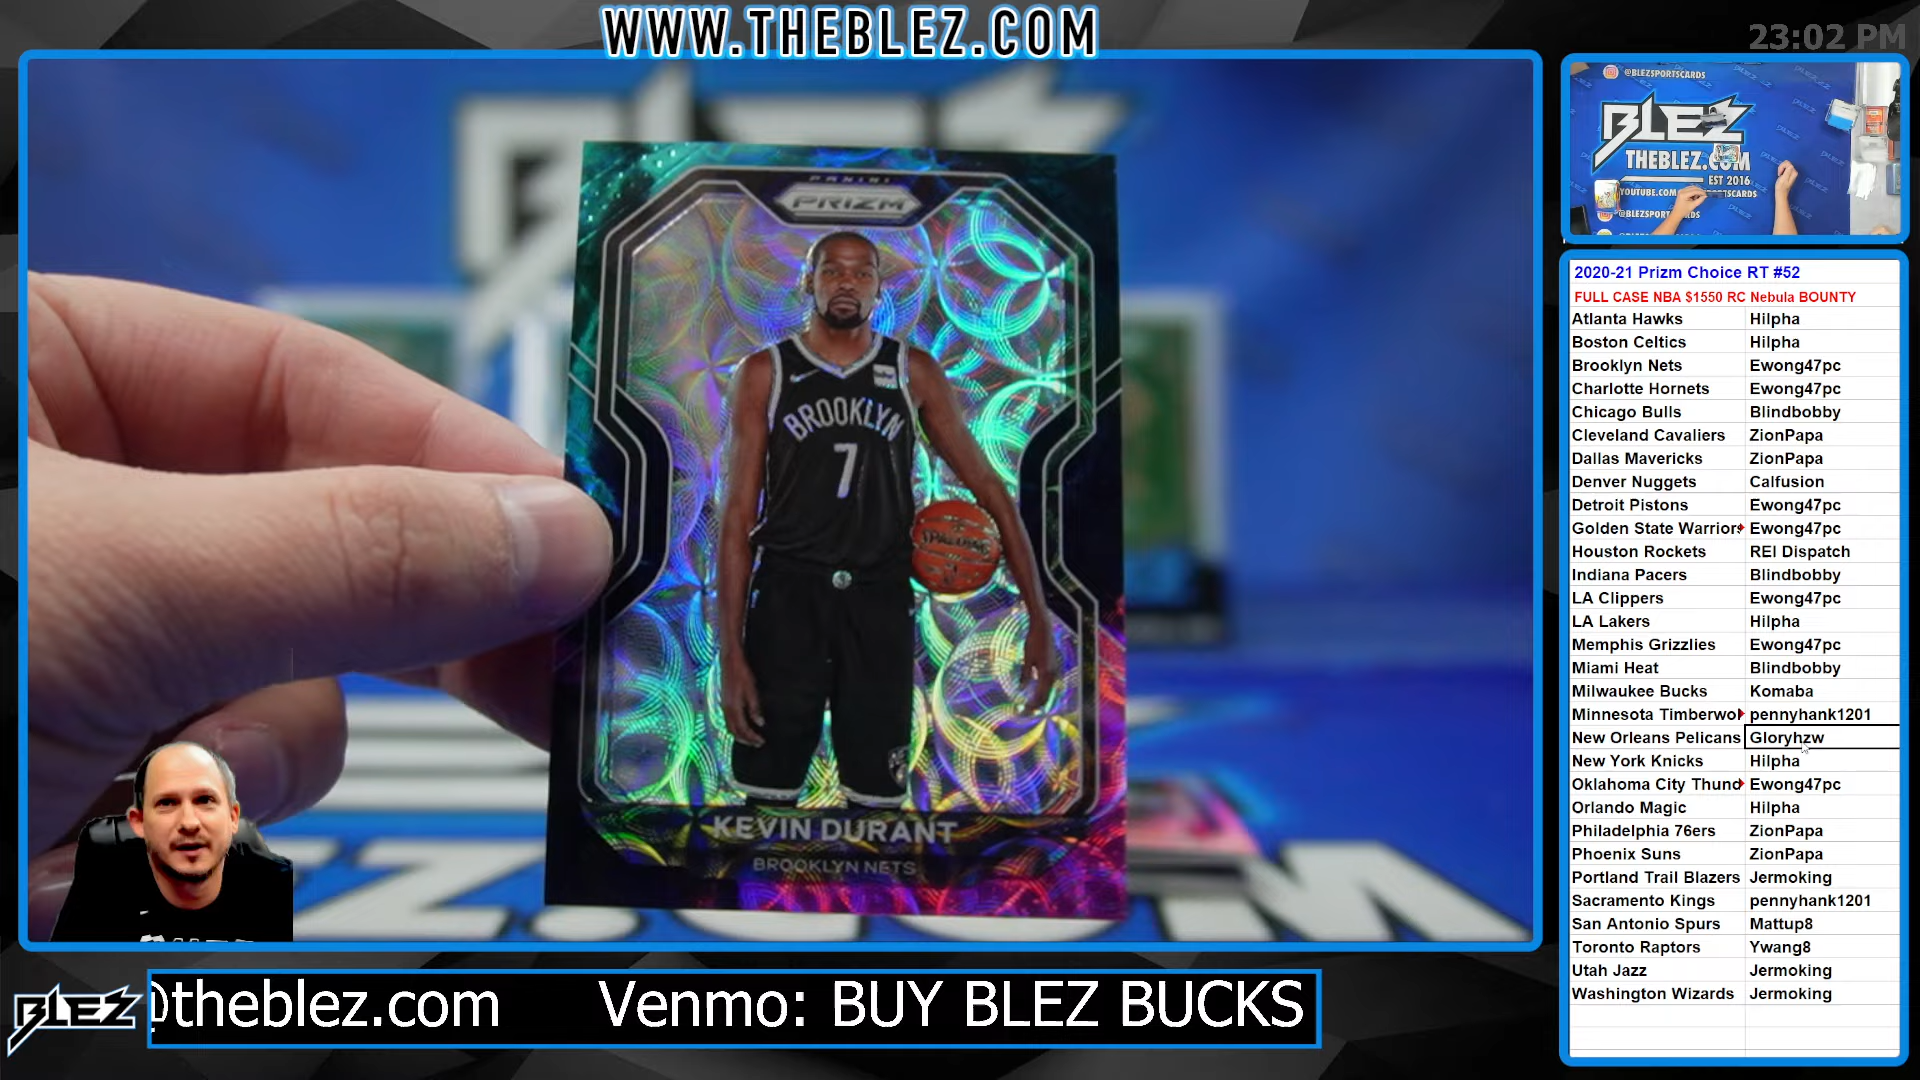 WWW.THEBLEZ.COM
23:02 PM
PANINI
PRIZM
BROOKLYN
7
SPALDING
KEVIN DURANT
BROOKLYN NETS
@BLEZSPORTSCARDS
BLEZ
THEBLEZ.COM
EST 2016
YOUTUBE.COM
2020-21 Prizm Choice RT #52
FULL CASE NBA $1550 RC Nebula BOUNTY
Atlanta Hawks Hilpha
Boston Celtics Hilpha
Brooklyn Nets Ewong47pc
Charlotte Hornets Ewong47pc
Chicago Bulls Blindbobby
Cleveland Cavaliers ZionPapa
Dallas Mavericks ZionPapa
Denver Nuggets Calfusion
Detroit Pistons Ewong47pc
Golden State Warriors Ewong47pc
Houston Rockets REI Dispatch
Indiana Pacers Blindbobby
LA Clippers Ewong47pc
LA Lakers Hilpha
Memphis Grizzlies Ewong47pc
Miami Heat Blindbobby
Milwaukee Bucks Komaba
Minnesota Timberwol pennyhank1201
New Orleans Pelicans Gloryhzw
New York Knicks Hilpha
Oklahoma City Thund Ewong47pc
Orlando Magic Hilpha
Philadelphia 76ers ZionPapa
Phoenix Suns ZionPapa
Portland Trail Blazers Jermoking
Sacramento Kings pennyhank1201
San Antonio Spurs Mattup8
Toronto Raptors Ywang8
Utah Jazz Jermoking
Washington Wizards Jermoking
BLEZ
@theblez.com Venmo: BUY BLEZ BUCKS